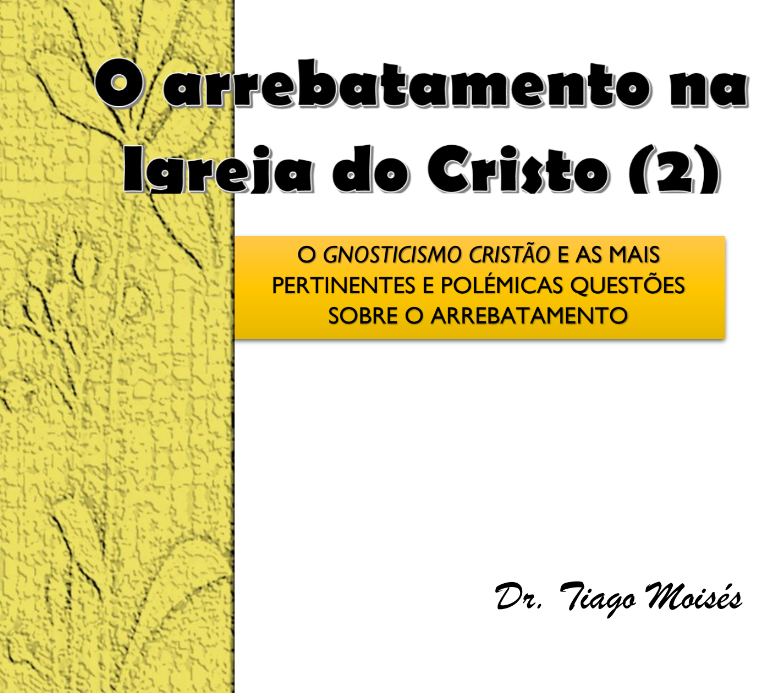 O arrebatamento na
Igreja do Cristo (2)
O GNOSTICISMO CRISTÃO E AS MAIS
PERTINENTES E POLÉMICAS QUESTÕES
SOBRE O ARREBATAMENTO
Dr. Tiago Moisés